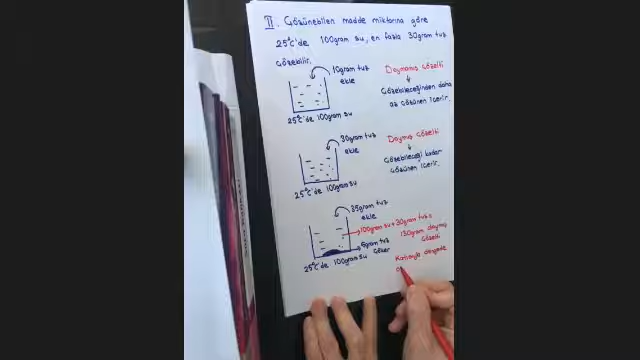 II. Çözünebilen madde miktarına göre
25°C'de 100gram su, en fazla 30gram tuz
çözebilir.
10gram tuz
ekle
25°C'de 100gram su
Doymamış çözelti
Çözebileceğinden daha
az çözünen içerir.
30gram tuz
ekle
25°C'de 100gram su
Doymuş çözelti
Çözebileceği kadar
çözünen içerir.
35gram tuz
ekle
100gram su + 30gram tuz =
130gram doymuş
çözelti
5gram tuz
çöker
25°C'de 100gram su
Katısıyla dengede